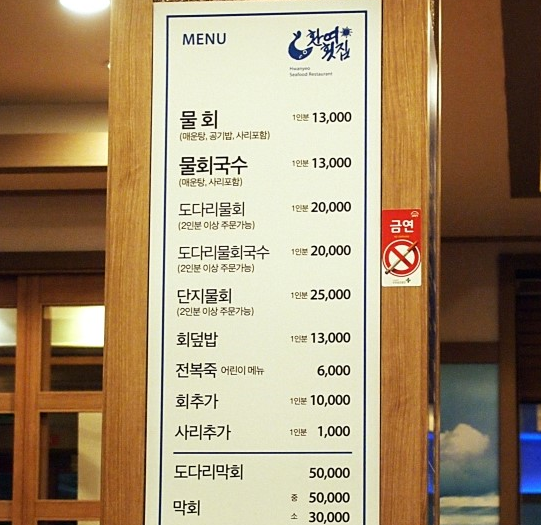 MENU
환여
횟집
Hwanyeo
Seafood Restaurant
물회 1인분 13,000
(매운탕, 공기밥, 사리포함)
물회국수 1인분 13,000
(매운탕, 사리포함)
도다리물회 1인분 20,000
(2인분 이상 주문가능)
도다리물회국수 1인분 20,000
(2인분 이상 주문가능)
단지물회 1인분 25,000
(2인분 이상 주문가능)
회덮밥 1인분 13,000
전복죽 어린이 메뉴 6,000
회추가 1인분 10,000
사리추가 1인분 1,000
도다리막회 50,000
막회 중 50,000
소 30,000
금연